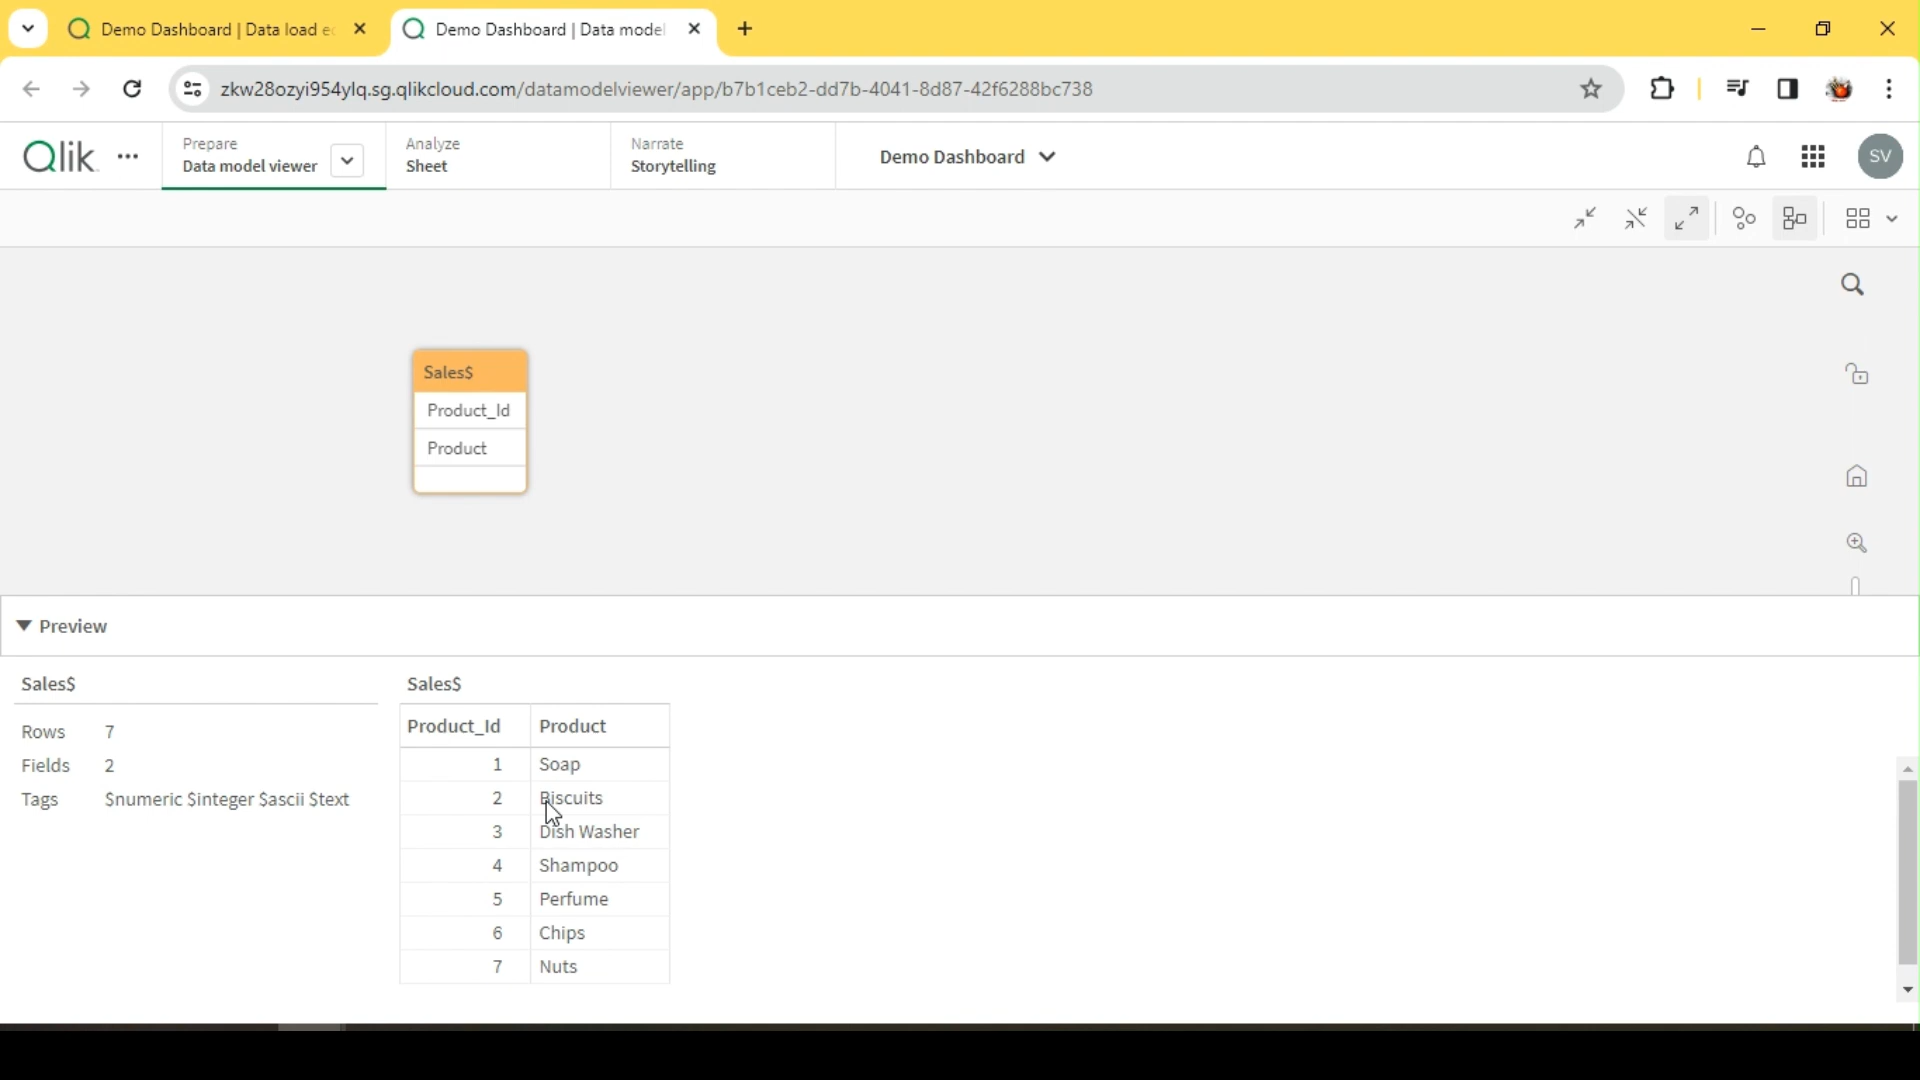 Demo Dashboard | Data load e
Demo Dashboard | Data model
zkw28ozyi954ylq.sg.qlikcloud.com/datamodelviewer/app/b7b1ceb2-dd7b-4041-8d87-42f6288bc738
Qlik
Prepare
Data model viewer
Analyze
Sheet
Narrate
Storytelling
Demo Dashboard
SV
Sales$
Product_Id
Product
Preview
Sales$
Rows 7
Fields 2
Tags $numeric $integer $ascii $text
Sales$
Product_Id Product
1 Soap
2 Biscuits
3 Dish Washer
4 Shampoo
5 Perfume
6 Chips
7 Nuts